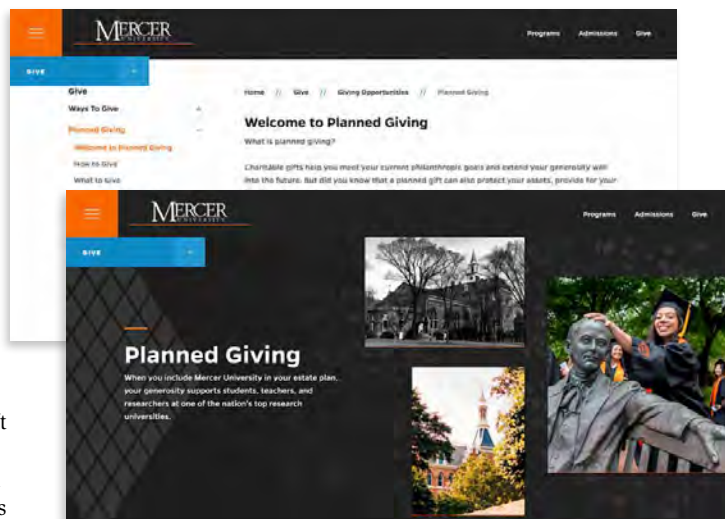 MERCER
UNIVERSITY
Programs Admissions Give
GIVE
Give
Ways To Give
Planned Giving
Welcome to Planned Giving
How to Give
What to Give
Home // Give // Giving Opportunities // Planned Giving
Welcome to Planned Giving
What is planned giving?
Charitable gifts help you meet your current philanthropic goals and extend your generosity well
into the future. But did you know that a planned gift can also protect your assets, provide for your
MERCER
UNIVERSITY
Programs Admissions Give
GIVE
Planned Giving
When you include Mercer University in your estate plan,
your generosity supports students, teachers, and
researchers at one of the nation's top research
universities.